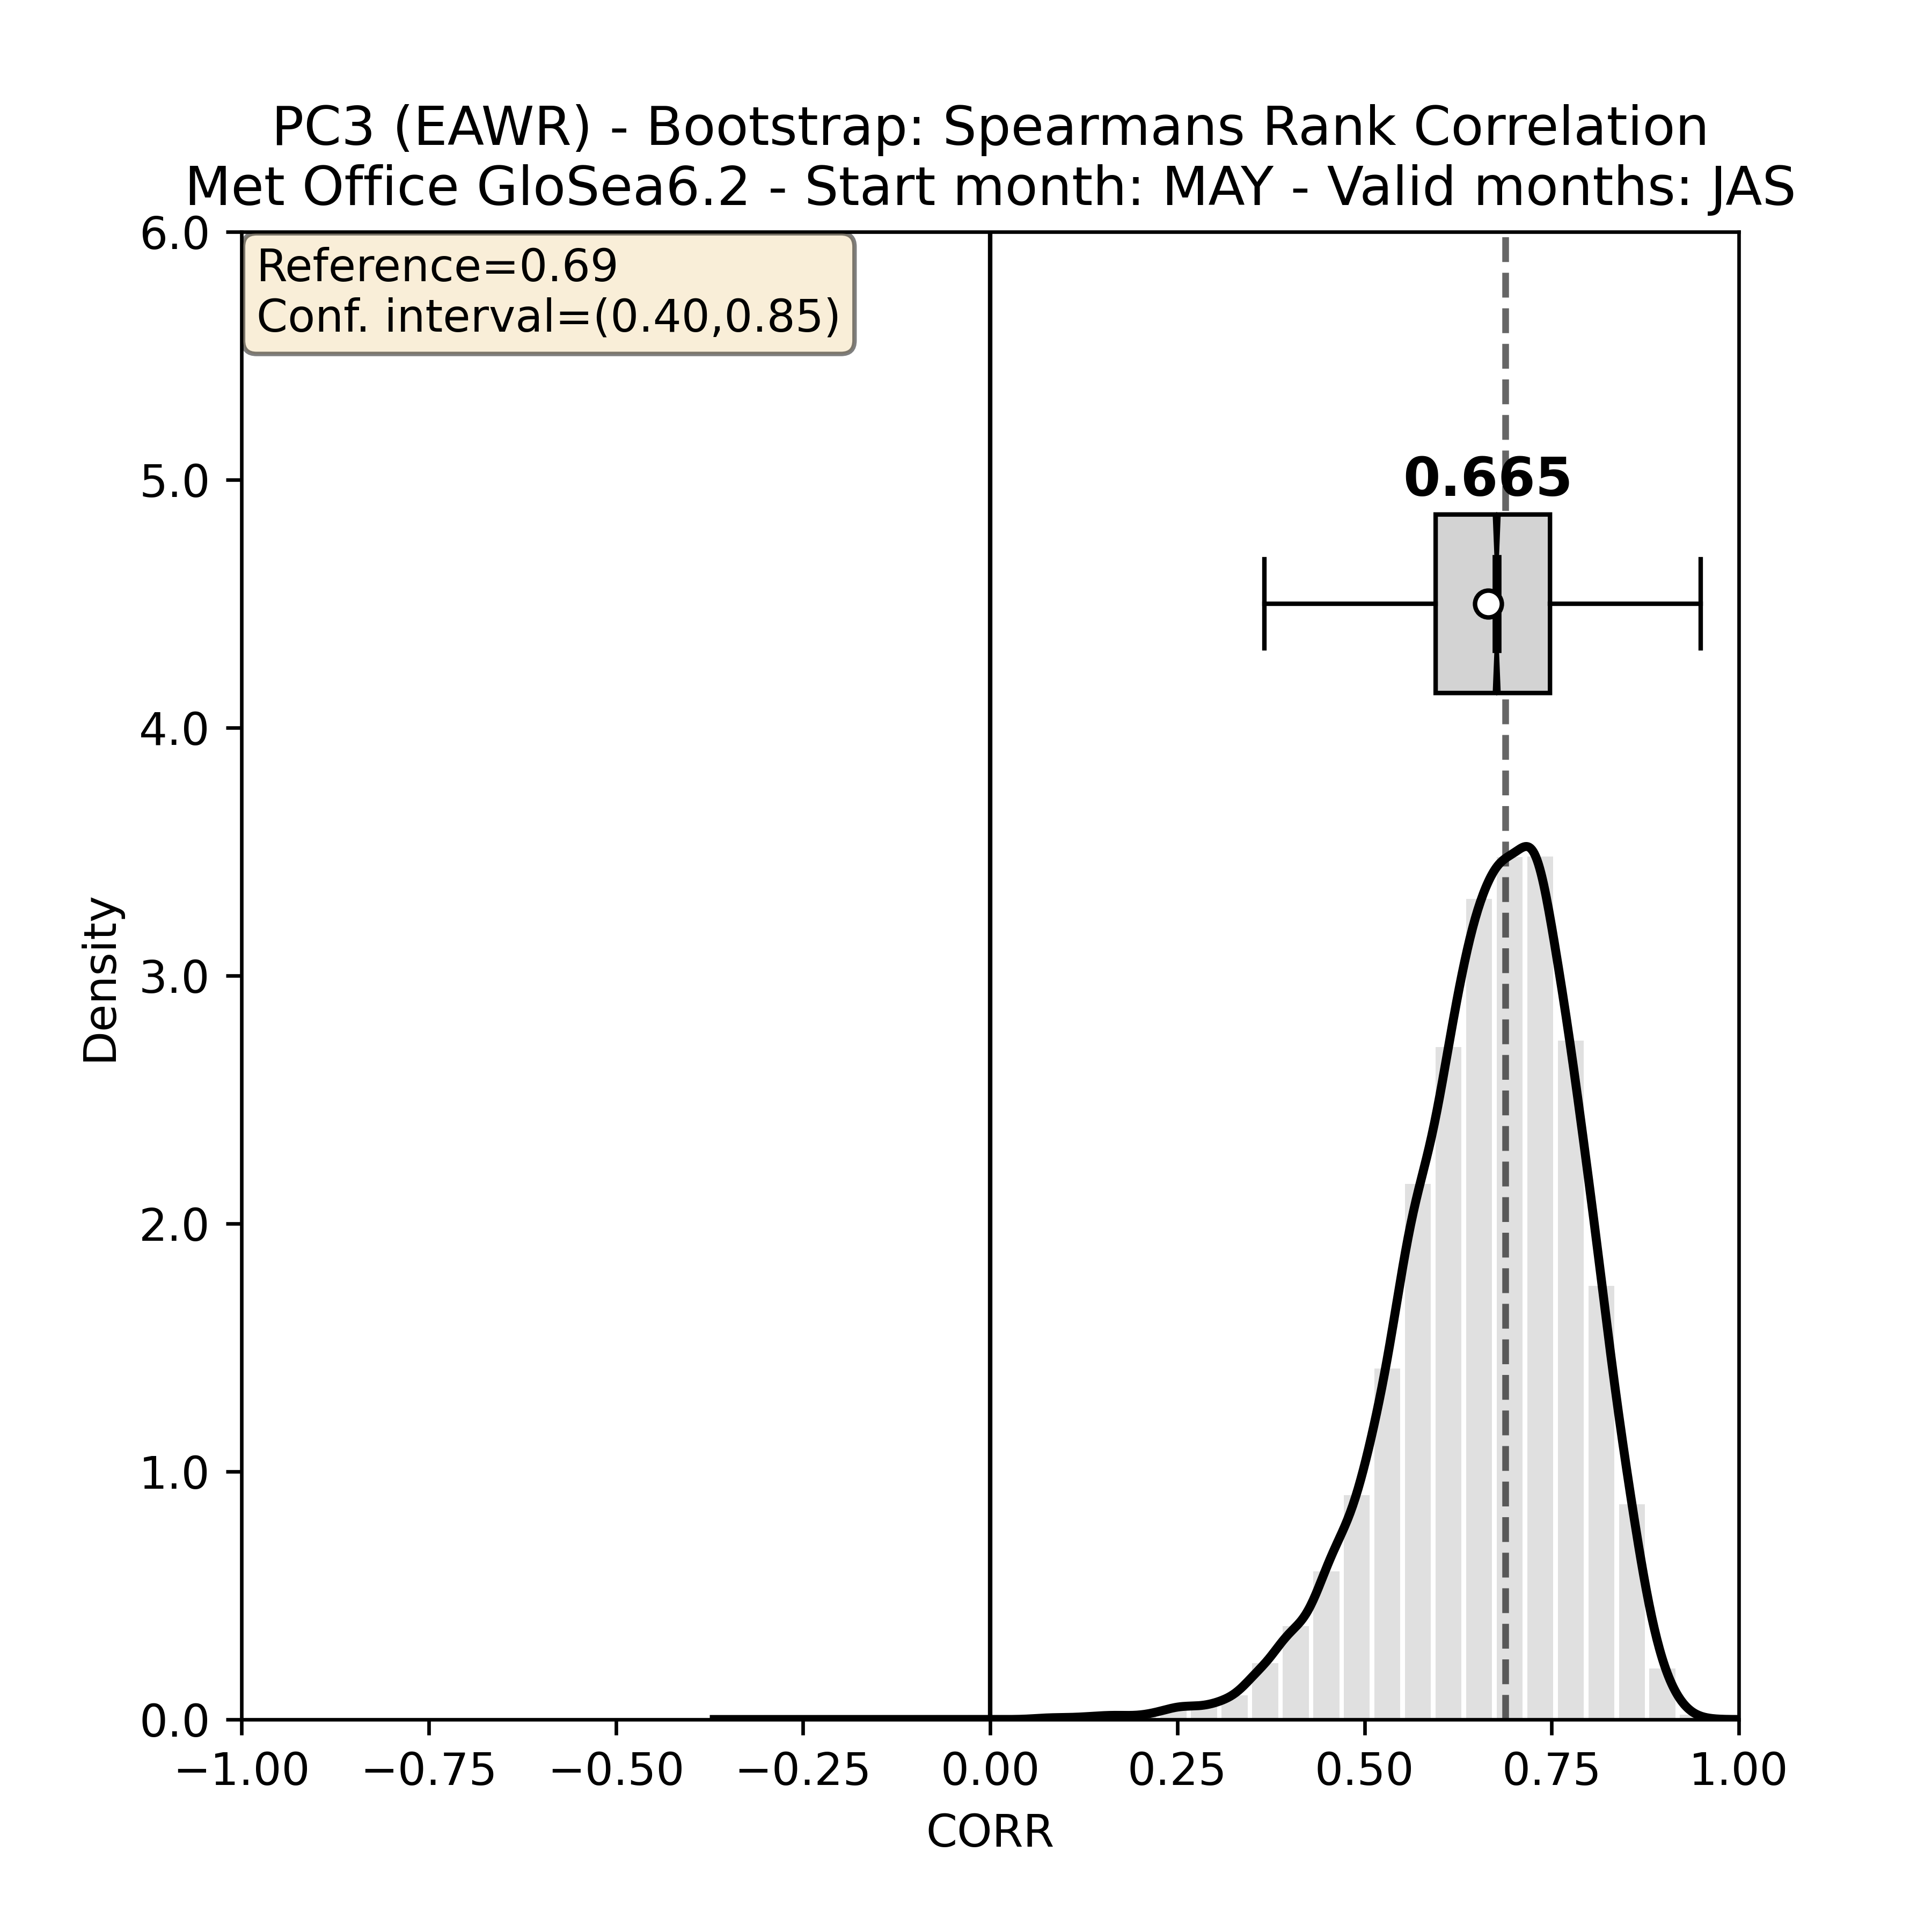 PC3 (EAWR) - Bootstrap: Spearmans Rank Correlation
Met Office GloSea6.2 - Start month: MAY - Valid months: JAS
Reference=0.69
Conf. interval=(0.40,0.85)
0.665
6.0
5.0
4.0
3.0
2.0
1.0
0.0
Density
−1.00 −0.75 −0.50 −0.25 0.00 0.25 0.50 0.75 1.00
CORR